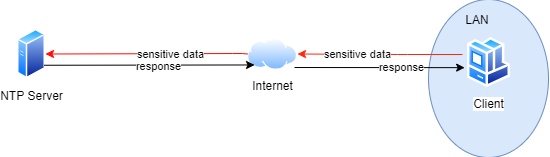 LAN
sensitive data
sensitive data
response
response
NTP Server
Internet
Client